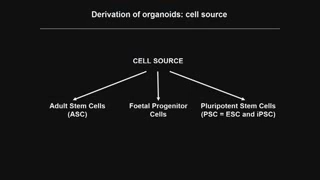 Derivation of organoids: cell source
CELL SOURCE
Adult Stem Cells
(ASC)
Foetal Progenitor
Cells
Pluripotent Stem Cells
(PSC = ESC and iPSC)